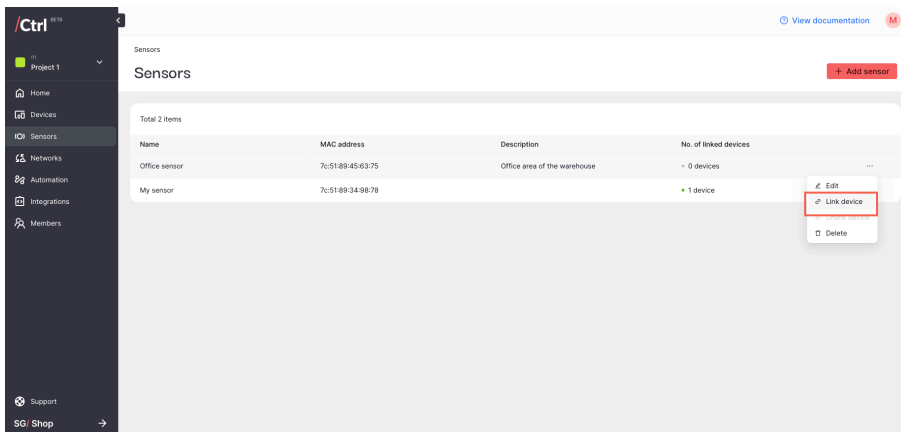 /Ctrl BETA
View documentation
M
m
Project 1
Home
Devices
Sensors
Networks
Automation
Integrations
Members
Support
SG/ Shop
Sensors
Sensors
+ Add sensor
Total 2 items
Name MAC address Description No. of linked devices
Office sensor 7c:51:89:45:63:75 Office area of the warehouse 0 devices ...
My sensor 7c:51:89:34:98:78 1 device
Edit
Link device
Unlink device
Delete